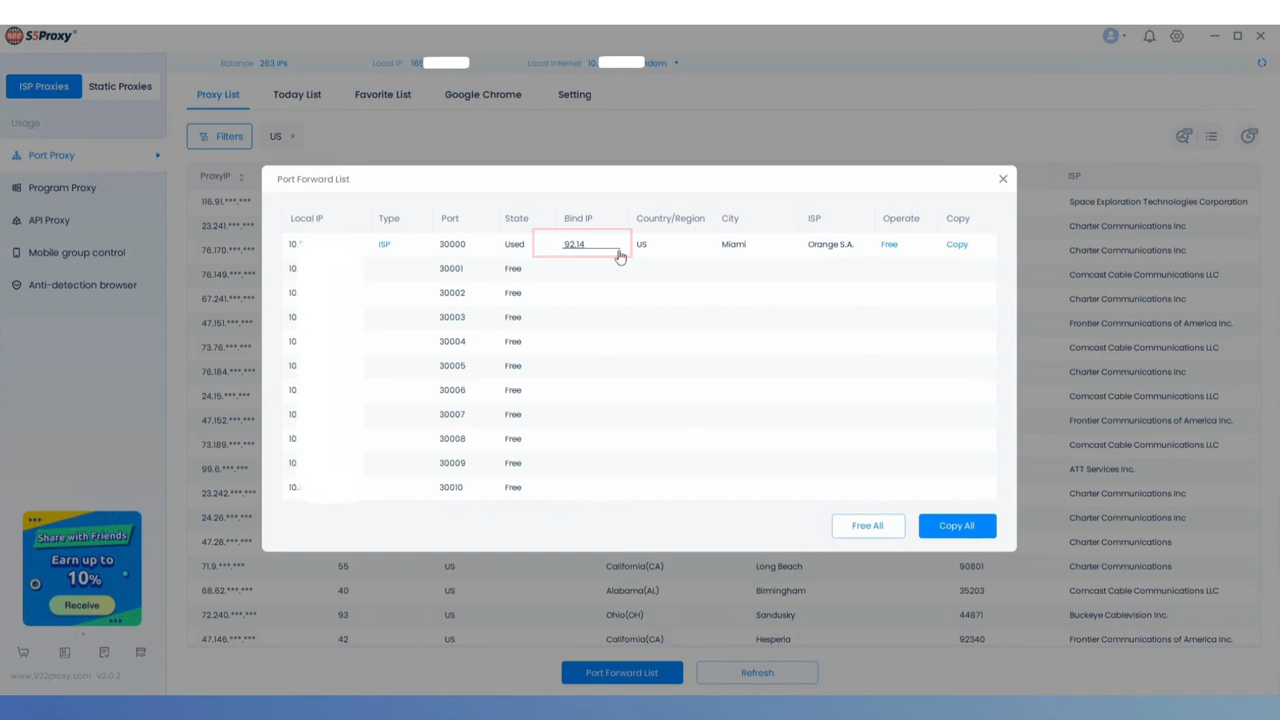 922 S5Proxy®
Balance 263 IPs Local IP Local Internet 10.
ISP Proxies Static Proxies
Proxy List Today List Favorite List Google Chrome Setting
Usage
Filters US ×
Port Proxy
Program Proxy
API Proxy
Mobile group control
Anti-detection browser
ProxyIP ISP
116.91.***.*** Space Exploration Technologies Corporation
23.241.***.*** Charter Communications Inc
76.170.***.*** Charter Communications Inc
76.149.***.*** Comcast Cable Communications LLC
67.241.***.*** Charter Communications Inc
47.151.***.*** Frontier Communications of America Inc.
73.76.***.*** Comcast Cable Communications LLC
76.184.***.*** Charter Communications Inc
24.15.***.*** Comcast Cable Communications LLC
47.152.***.*** Frontier Communications of America Inc.
73.189.***.*** Comcast Cable Communications LLC
99.6.***.*** ATT Services Inc.
23.242.***.*** Charter Communications Inc
24.26.***.*** Charter Communications Inc
47.28.***.*** Charter Communications
71.9.***.*** 55 US California(CA) Long Beach 90801 Charter Communications
68.62.***.*** 40 US Alabama(AL) Birmingham 35203 Comcast Cable Communications LLC
72.240.***.*** 93 US Ohio(OH) Sandusky 44871 Buckeye Cablevision Inc.
47.146.***.*** 42 US California(CA) Hesperia 92340 Frontier Communications of America Inc.
Port Forward List
Local IP Type Port State Bind IP Country/Region City ISP Operate Copy
10 ISP 30000 Used 92.14 US Miami Orange S.A. Free Copy
10. 30001 Free
10. 30002 Free
10. 30003 Free
10 30004 Free
10 30005 Free
10. 30006 Free
10 30007 Free
10 30008 Free
10. 30009 Free
10. 30010 Free
Free All Copy All
Share with Friends
Earn up to
10%
Receive
www.922proxy.com V2.0.2
Port Forward List Refresh